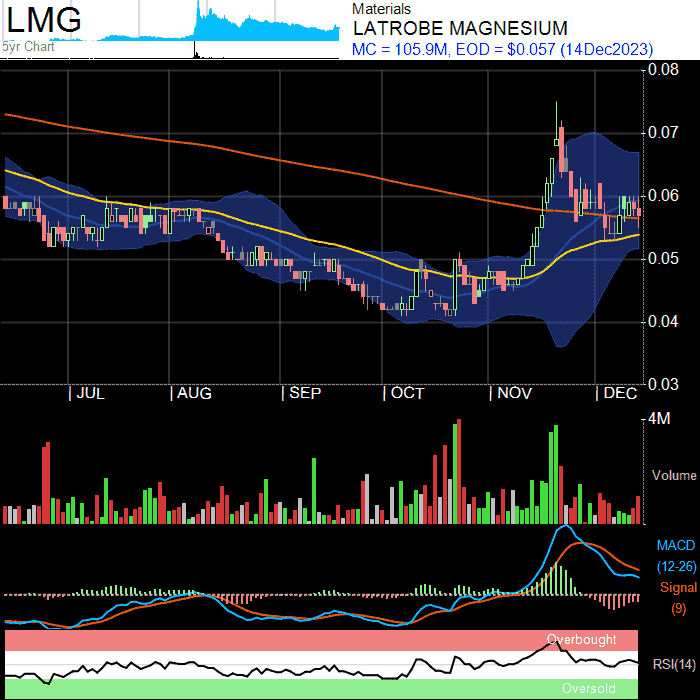 LMG
5yr Chart
Materials
LATROBE MAGNESIUM
MC = 105.9M, EOD = $0.057 (14Dec2023)
0.08
0.07
0.06
0.05
0.04
0.03
JUL AUG SEP OCT NOV DEC
4M
Volume
MACD
(12-26)
Signal
(9)
Overbought
RSI(14)
Oversold